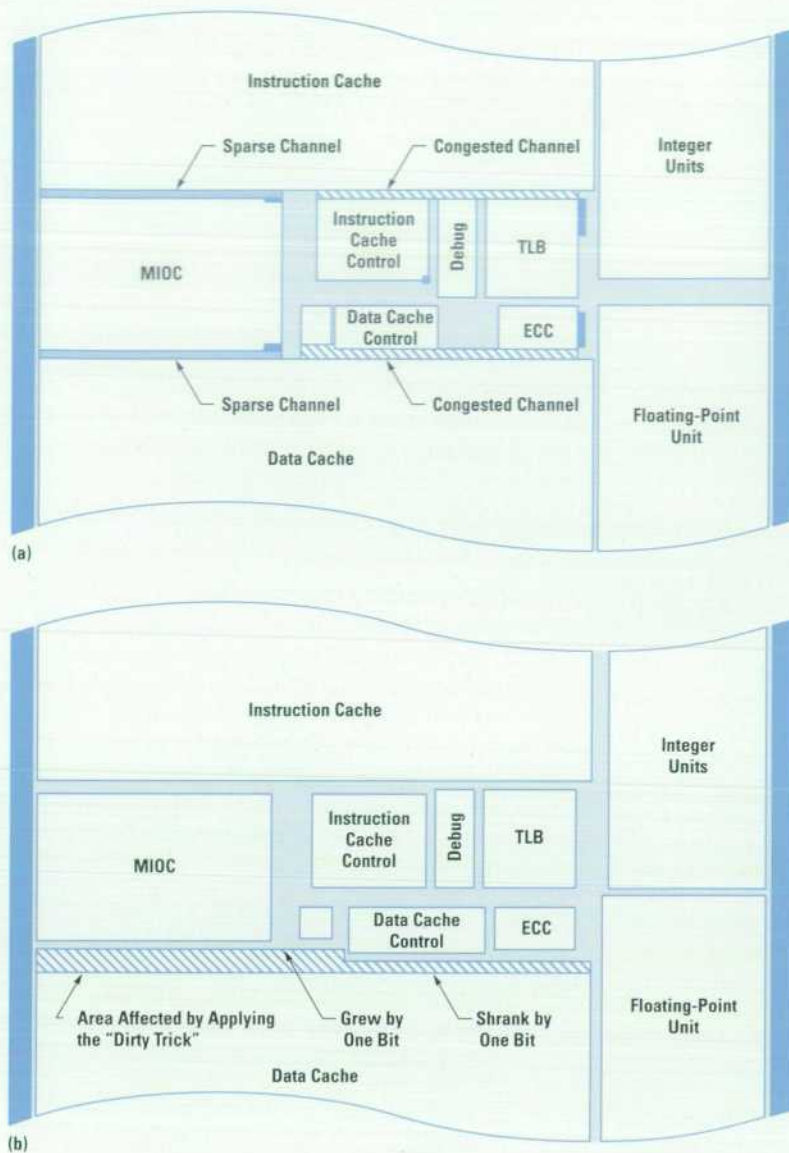 Instruction Cache
Integer
Units
Sparse Channel
Congested Channel
Instruction
Cache
Control
Debug
TLB
MIOC
Data Cache
Control
ECC
Sparse Channel
Congested Channel
Floating-Point
Unit
Data Cache
(a)
Instruction Cache
Integer
Units
Instruction
Cache
Control
Debug
TLB
MIOC
Data Cache
Control
ECC
Area Affected by Applying
the "Dirty Trick"
Grew by
One Bit
Shrank by
One Bit
Floating-Point
Unit
Data Cache
(b)